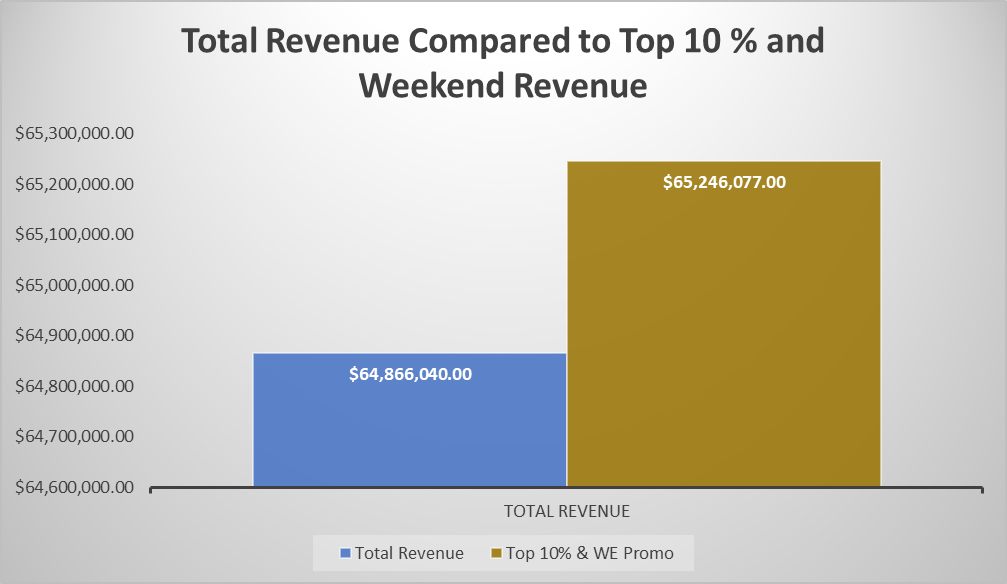 Total Revenue Compared to Top 10 % and
Weekend Revenue
$65,300,000.00
$65,200,000.00
$65,100,000.00
$65,000,000.00
$64,900,000.00
$64,800,000.00
$64,700,000.00
$64,600,000.00
$65,246,077.00
$64,866,040.00
TOTAL REVENUE
Total Revenue
Top 10% & WE Promo